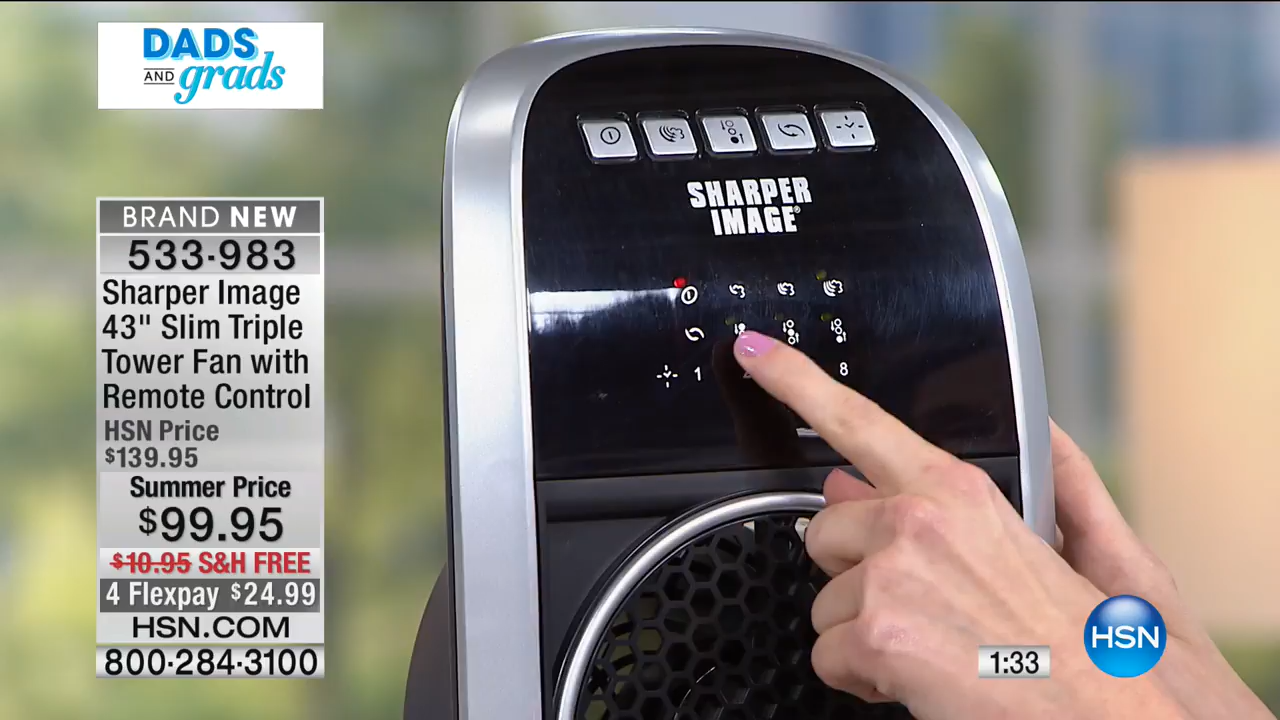 DADS
AND grads
BRAND NEW
533-983
Sharper Image
43" Slim Triple
Tower Fan with
Remote Control
HSN Price
$139.95
Summer Price
$99.95
$10.95 S&H FREE
4 Flexpay $24.99
HSN.COM
800-284-3100
SHARPER
IMAGE®
1 8
1:33
HSN